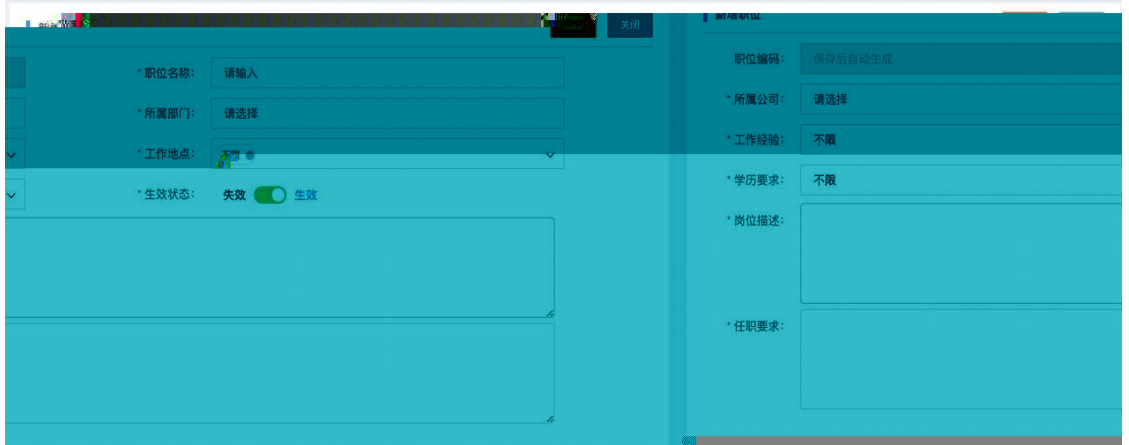 关闭
新增职位
职位编码： 保存后自动生成
*职位名称： 请输入
*所属公司： 请选择
*所属部门： 请选择
*工作经验： 不限
*工作地点： 不限
*学历要求： 不限
*生效状态： 失效 生效
*岗位描述：
*任职要求：